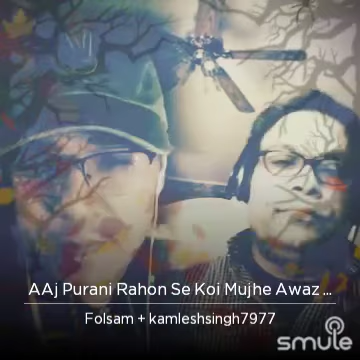 AAj Purani Rahon Se Koi Mujhe Awaz ...
Folsam + kamleshsingh7977
smule